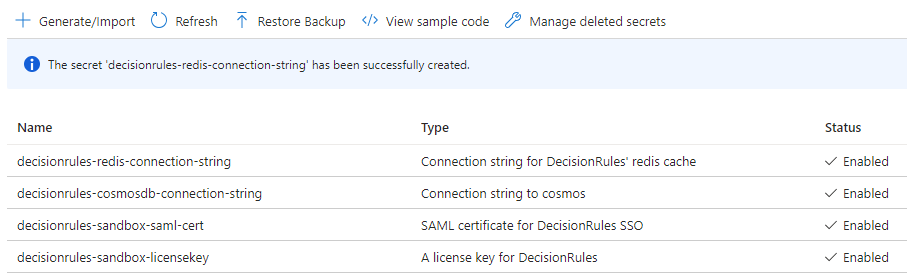 Generate/Import Refresh Restore Backup View sample code Manage deleted secrets
The secret 'decisionrules-redis-connection-string' has been successfully created.
Name Type Status
decisionrules-redis-connection-string Connection string for DecisionRules' redis cache Enabled
decisionrules-cosmosdb-connection-string Connection string to cosmos Enabled
decisionrules-sandbox-saml-cert SAML certificate for DecisionRules SSO Enabled
decisionrules-sandbox-licensekey A license key for DecisionRules Enabled